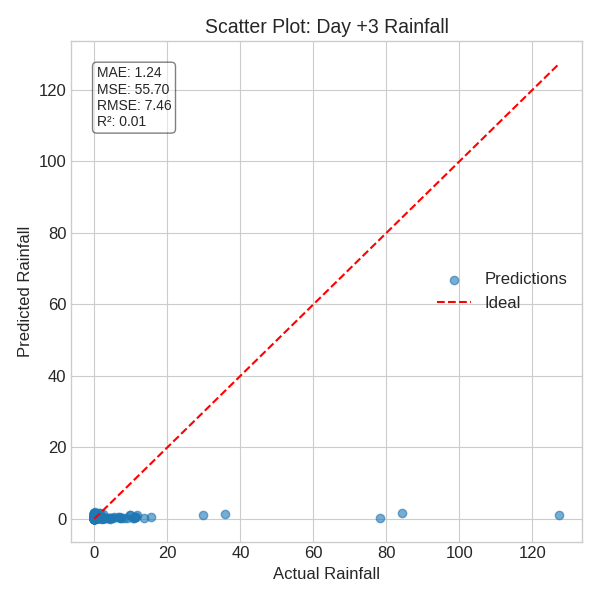 Scatter Plot: Day +3 Rainfall
MAE: 1.24
MSE: 55.70
RMSE: 7.46
R²: 0.01
120
100
80
60
40
20
0
Predicted Rainfall
Predictions
Ideal
0 20 40 60 80 100 120
Actual Rainfall